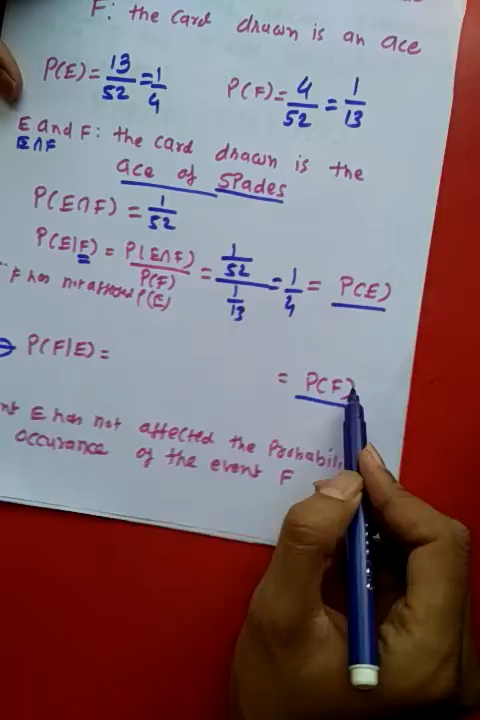 F: the card drawn is an ace
P(E) = 13/52 = 1/4 P(F) = 4/52 = 1/13
E and F: the card drawn is the
E∩F
ace of Spades
P(E∩F) = 1/52
P(E|F) = P(E∩F)/P(F) = (1/52)/(1/13) = 1/4 = P(E)
F has not affected P(E)
P(F|E) =
= P(F)
E has not affected the
occurance of the event F